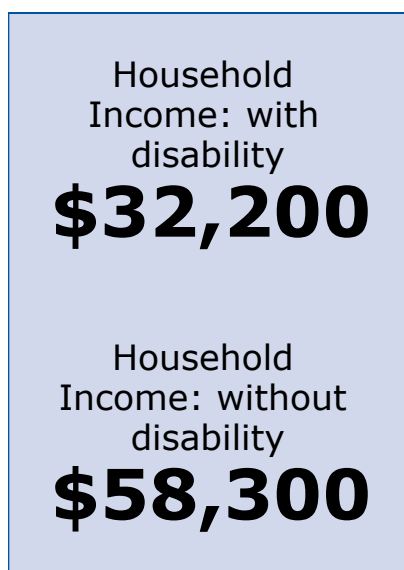 Household
Income: with
disability
$32,200
Household
Income: without
disability
$58,300